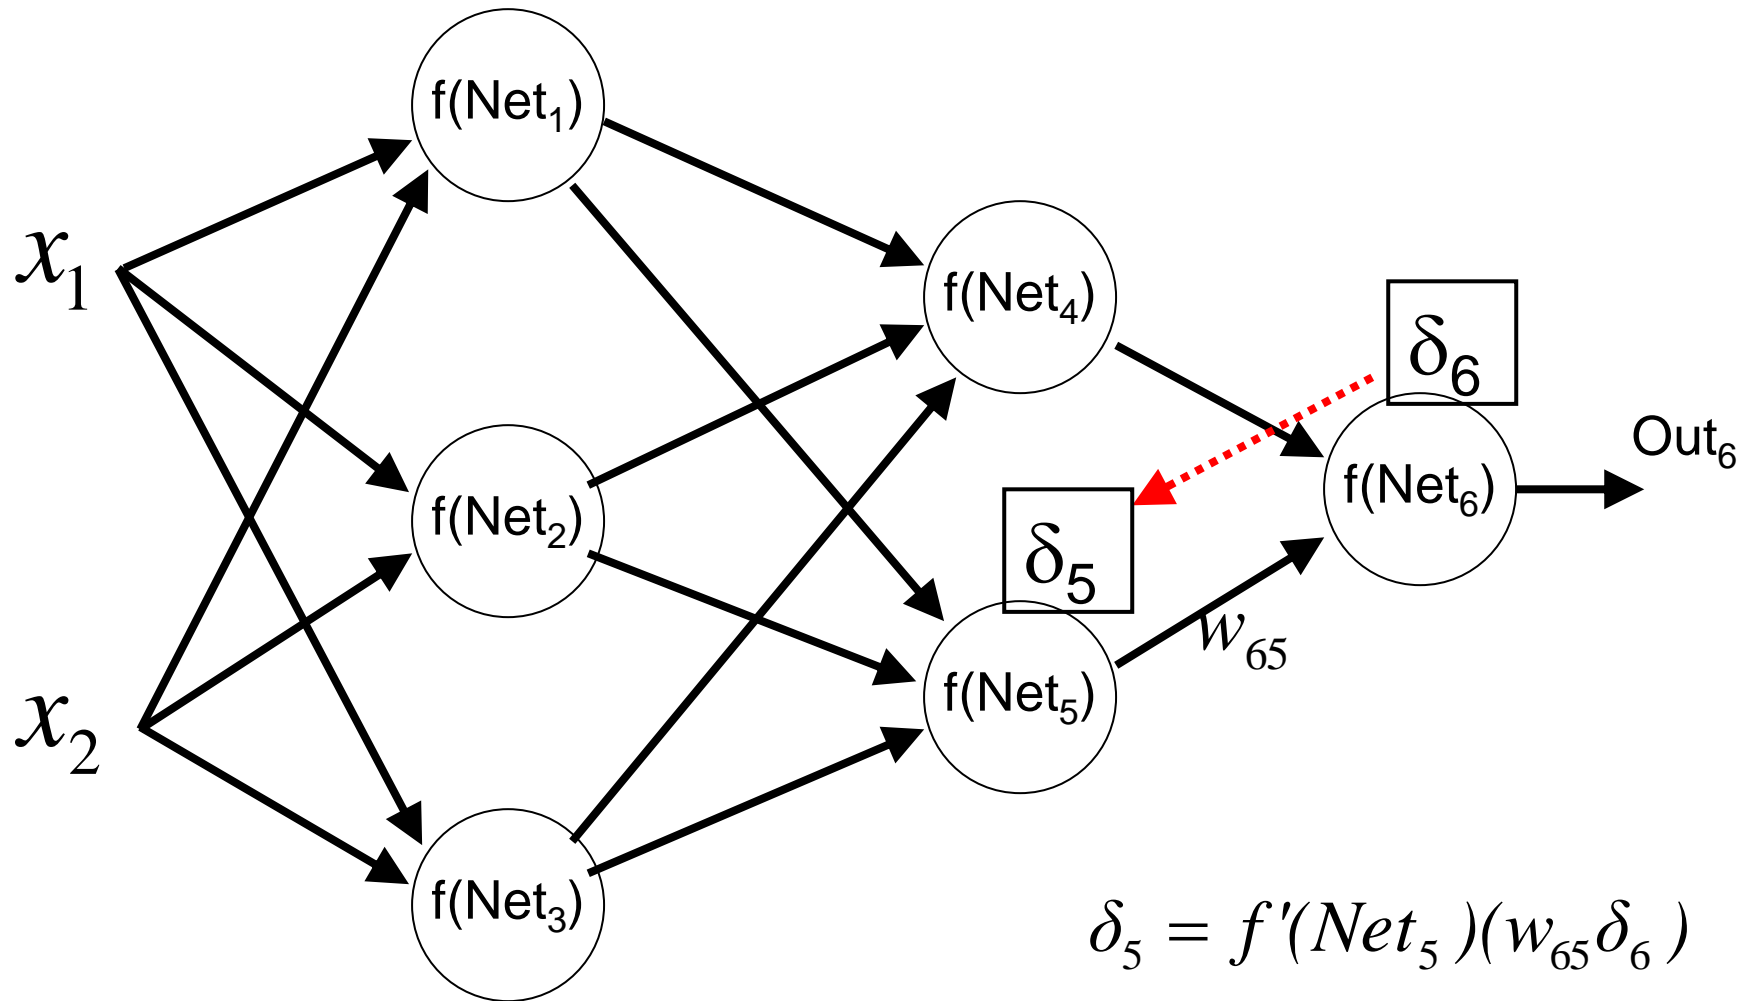 f(Net₁)
x₁
f(Net₄)
δ₆
Out₆
f(Net₆)
f(Net₂)
δ₅
w₆₅
f(Net₅)
x₂
f(Net₃)
δ₅ = f'(Net₅)(w₆₅δ₆)